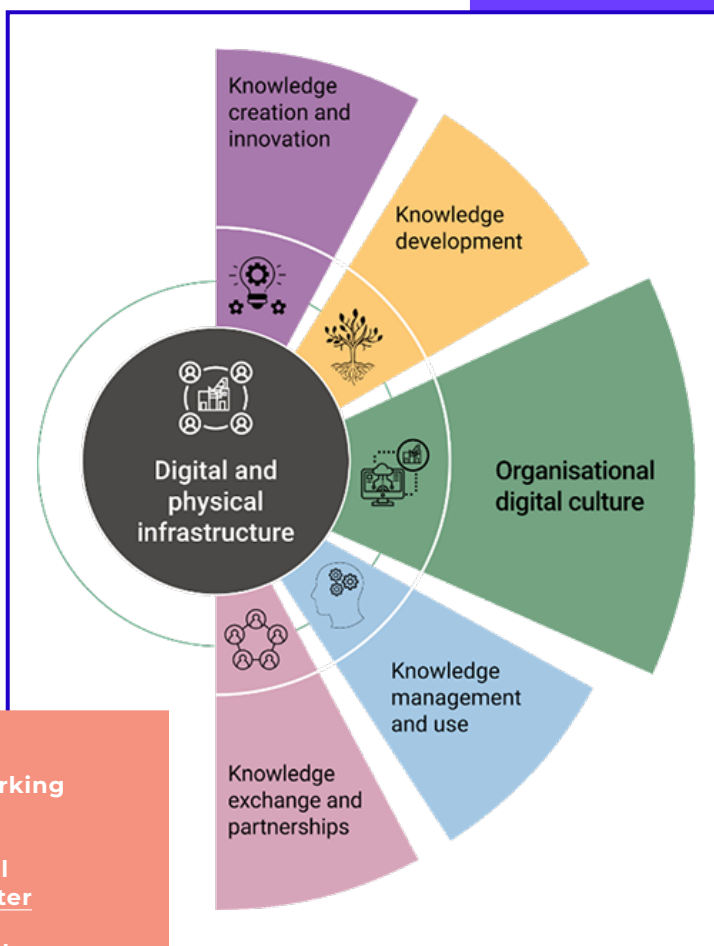 Knowledge
creation and
innovation
Knowledge
development
Digital and
physical
infrastructure
Organisational
digital culture
Knowledge
management
and use
Knowledge
exchange and
partnerships